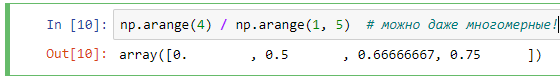 In [10]: np.arange(4) / np.arange(1, 5)  # можно даже многомерные!
Out[10]: array([0.        , 0.5       , 0.66666667, 0.75      ])